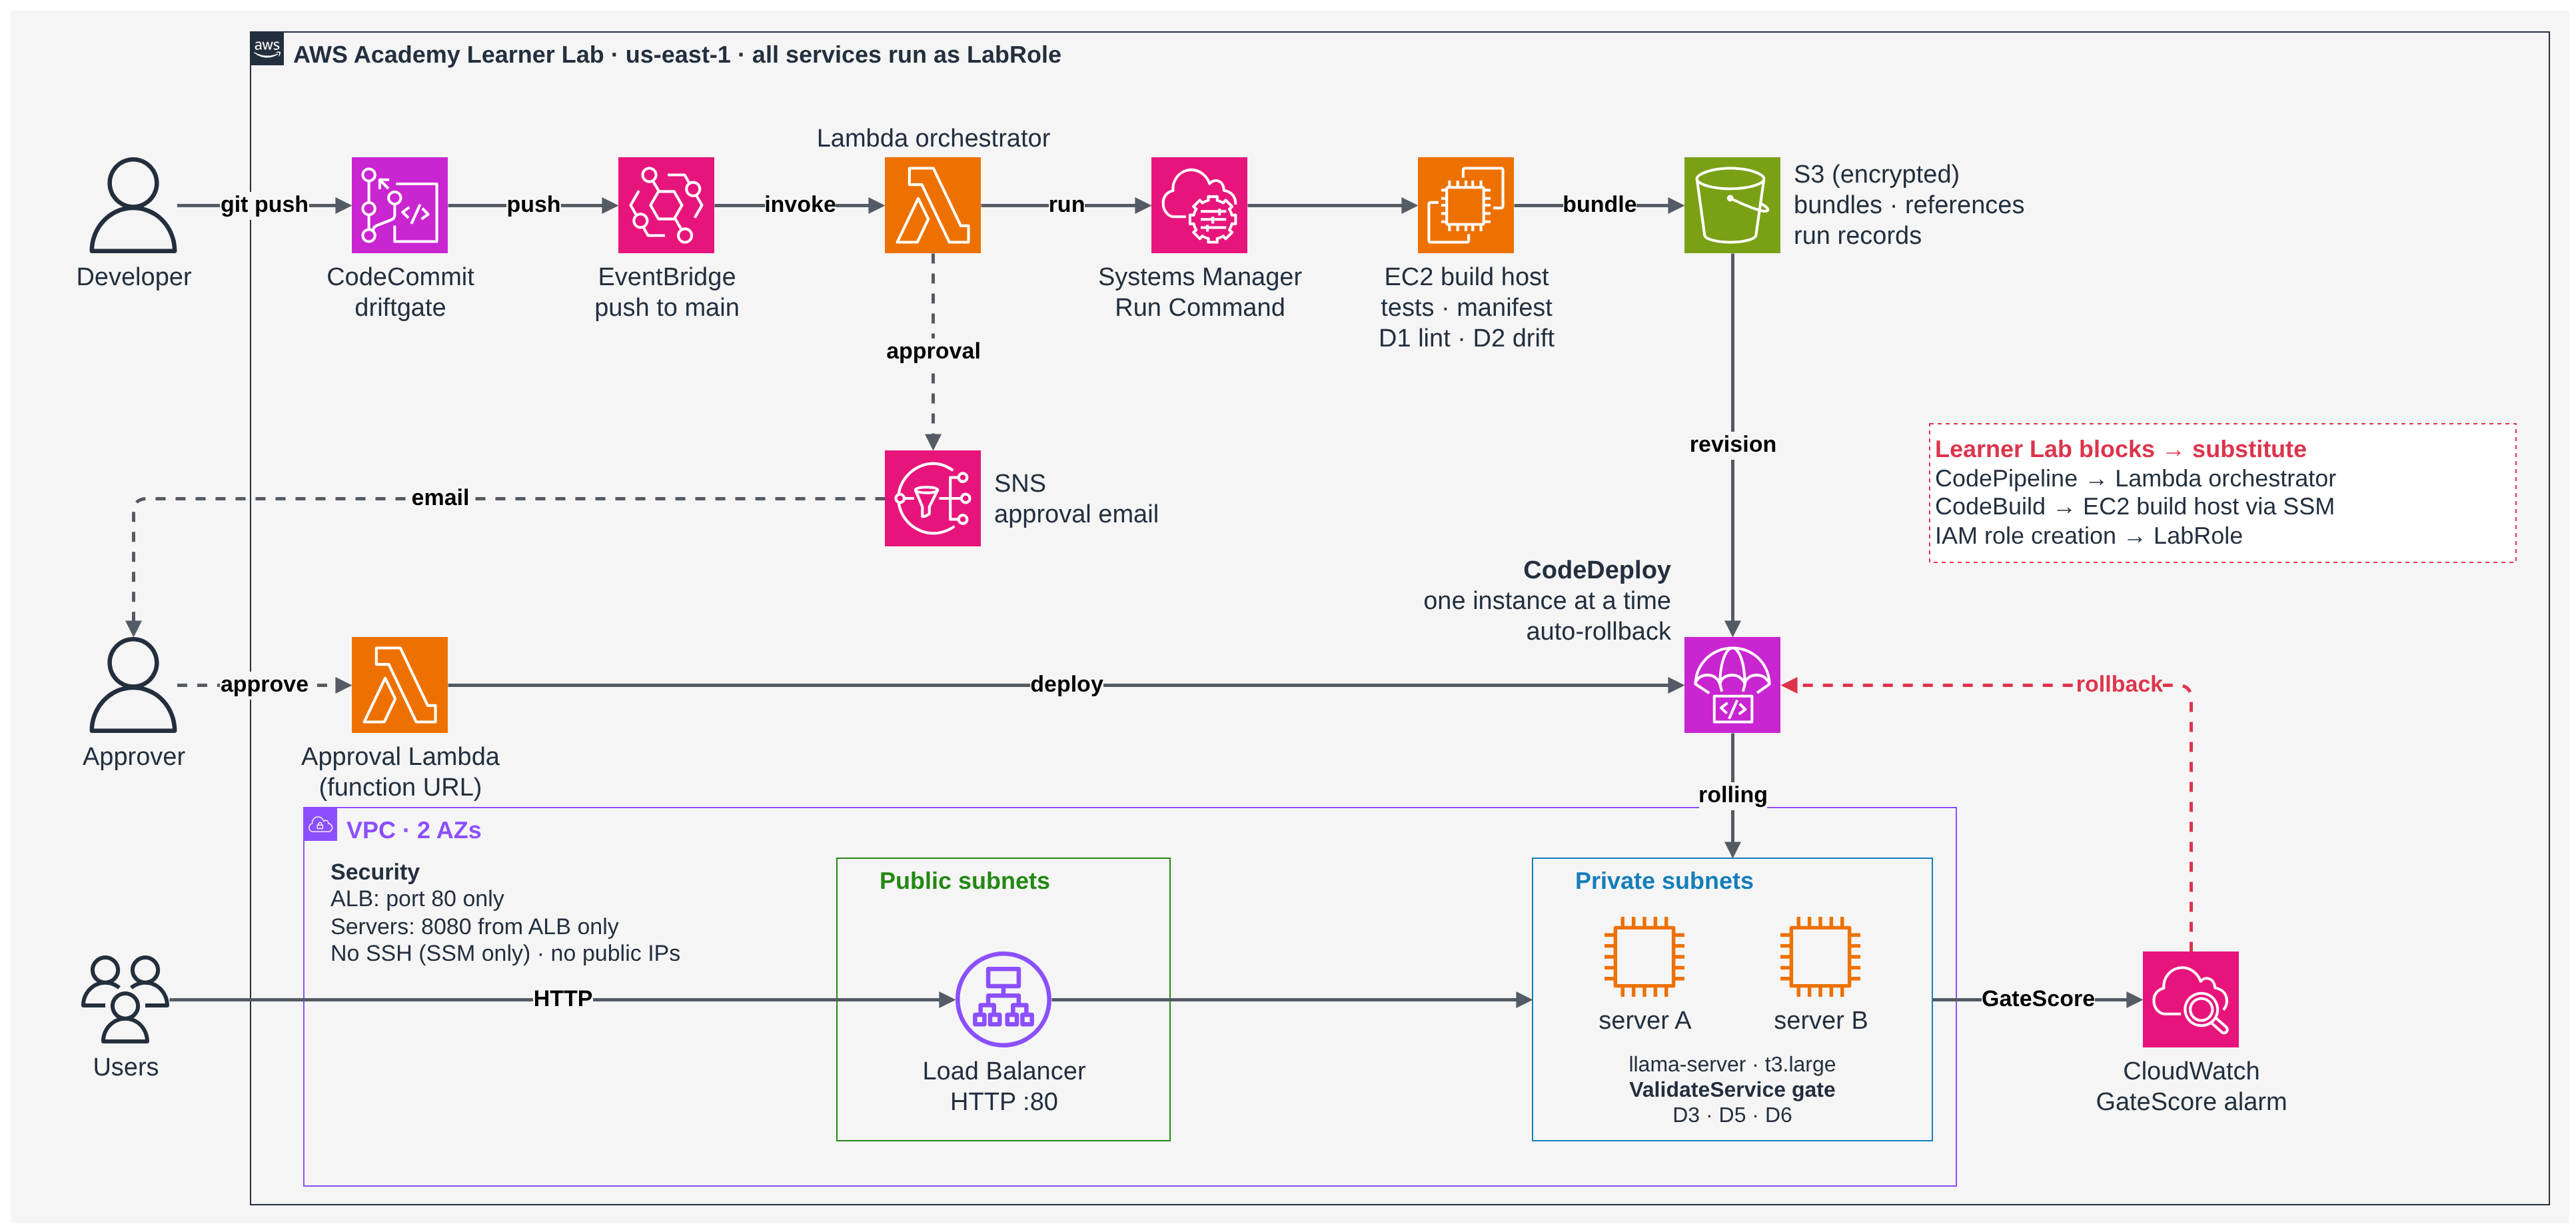 aws
AWS Academy Learner Lab · us-east-1 · all services run as LabRole
Lambda orchestrator
git push
push
invoke
run
bundle
S3 (encrypted)
bundles · references
run records
Developer
CodeCommit
driftgate
EventBridge
push to main
Systems Manager
Run Command
EC2 build host
tests · manifest
D1 lint · D2 drift
approval
revision
Learner Lab blocks → substitute
CodePipeline → Lambda orchestrator
CodeBuild → EC2 build host via SSM
IAM role creation → LabRole
email
SNS
approval email
CodeDeploy
one instance at a time
auto-rollback
approve
deploy
rollback
Approver
Approval Lambda
(function URL)
rolling
VPC · 2 AZs
Security
ALB: port 80 only
Servers: 8080 from ALB only
No SSH (SSM only) · no public IPs
Public subnets
Private subnets
HTTP
GateScore
server A
server B
Users
Load Balancer
HTTP :80
llama-server · t3.large
ValidateService gate
D3 · D5 · D6
CloudWatch
GateScore alarm